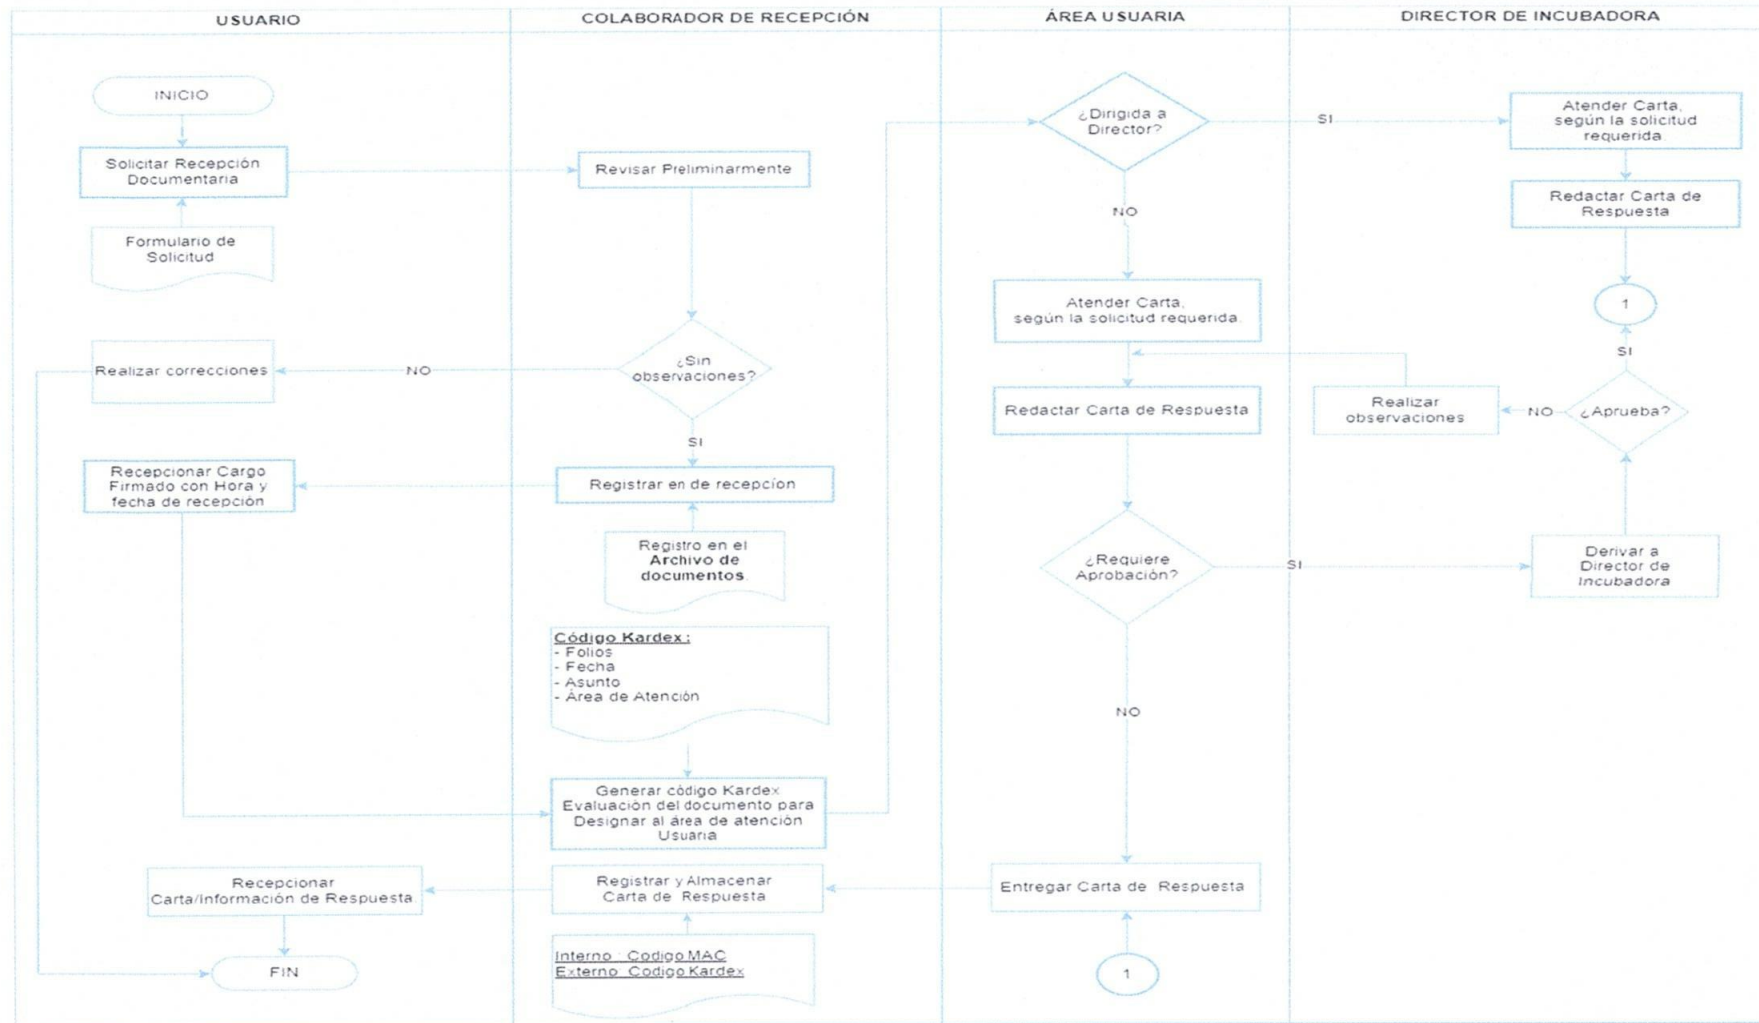 USUARIO
COLABORADOR DE RECEPCIÓN
ÁREA USUARIA
DIRECTOR DE INCUBADORA
INICIO
Solicitar Recepción
Documentaria
Formulario de
Solicitud
Realizar correcciones
Recepcionar Cargo
Firmado con Hora y
fecha de recepción
Recepcionar
Carta/Información de Respuesta.
FIN
Revisar Preliminarmente
¿Sin
observaciones?
NO
SI
Registrar en de recepcíon
Registro en el
Archivo de
documentos.
Código Kardex:
- Folios
- Fecha
- Asunto
- Área de Atención
Generar código Kardex
Evaluación del documento para
Designar al área de atención
Usuaria
Registrar y Almacenar
Carta de Respuesta
Interno : Codigo MAC
Externo: Codigo Kardex
¿Dirigida a
Director?
SI
NO
Atender Carta,
según la solicitud requerida.
Redactar Carta de Respuesta
¿Requiere
Aprobación?
SI
NO
Entregar Carta de Respuesta
1
Atender Carta,
según la solicitud
requerida.
Redactar Carta de
Respuesta
1
SI
¿Aprueba?
NO
Realizar
observaciones
Derivar a
Director de
Incubadora